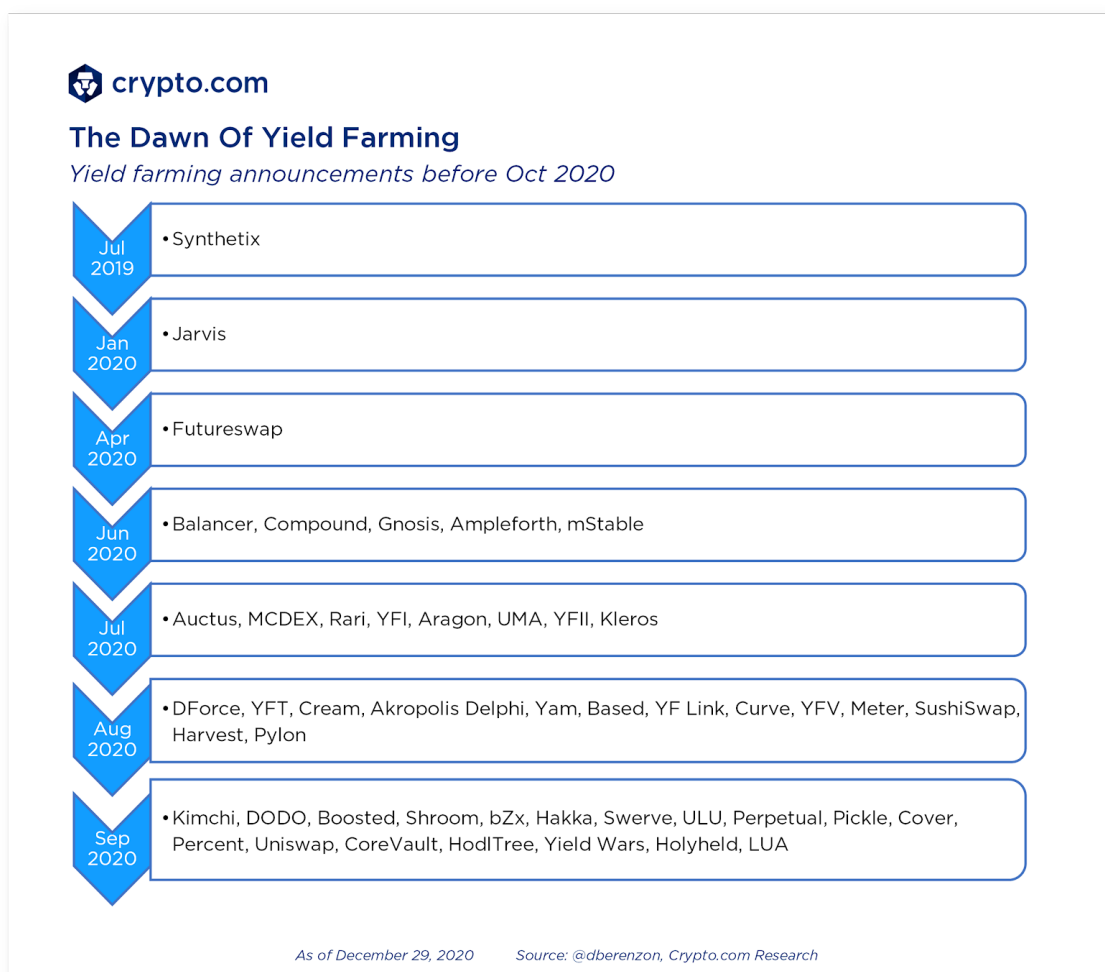 crypto.com
The Dawn Of Yield Farming
Yield farming announcements before Oct 2020
Jul
2019
•Synthetix
Jan
2020
•Jarvis
Apr
2020
•Futureswap
Jun
2020
•Balancer, Compound, Gnosis, Ampleforth, mStable
Jul
2020
•Auctus, MCDEX, Rari, YFI, Aragon, UMA, YFII, Kleros
Aug
2020
•DForce, YFT, Cream, Akropolis Delphi, Yam, Based, YF Link, Curve, YFV, Meter, SushiSwap,
Harvest, Pylon
Sep
2020
•Kimchi, DODO, Boosted, Shroom, bZx, Hakka, Swerve, ULU, Perpetual, Pickle, Cover,
Percent, Uniswap, CoreVault, HodlTree, Yield Wars, Holyheld, LUA
As of December 29, 2020 Source: @dberenzon, Crypto.com Research